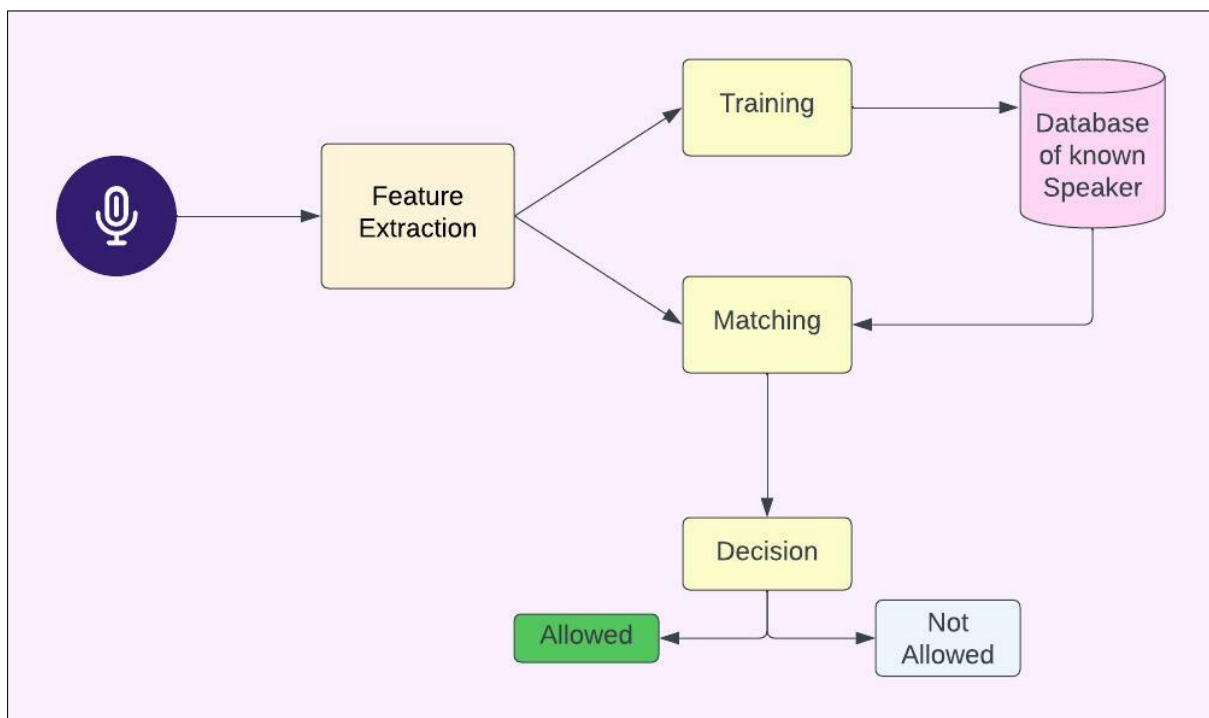 Training
Database
of known
Speaker
Feature
Extraction
Matching
Decision
Allowed
Not
Allowed